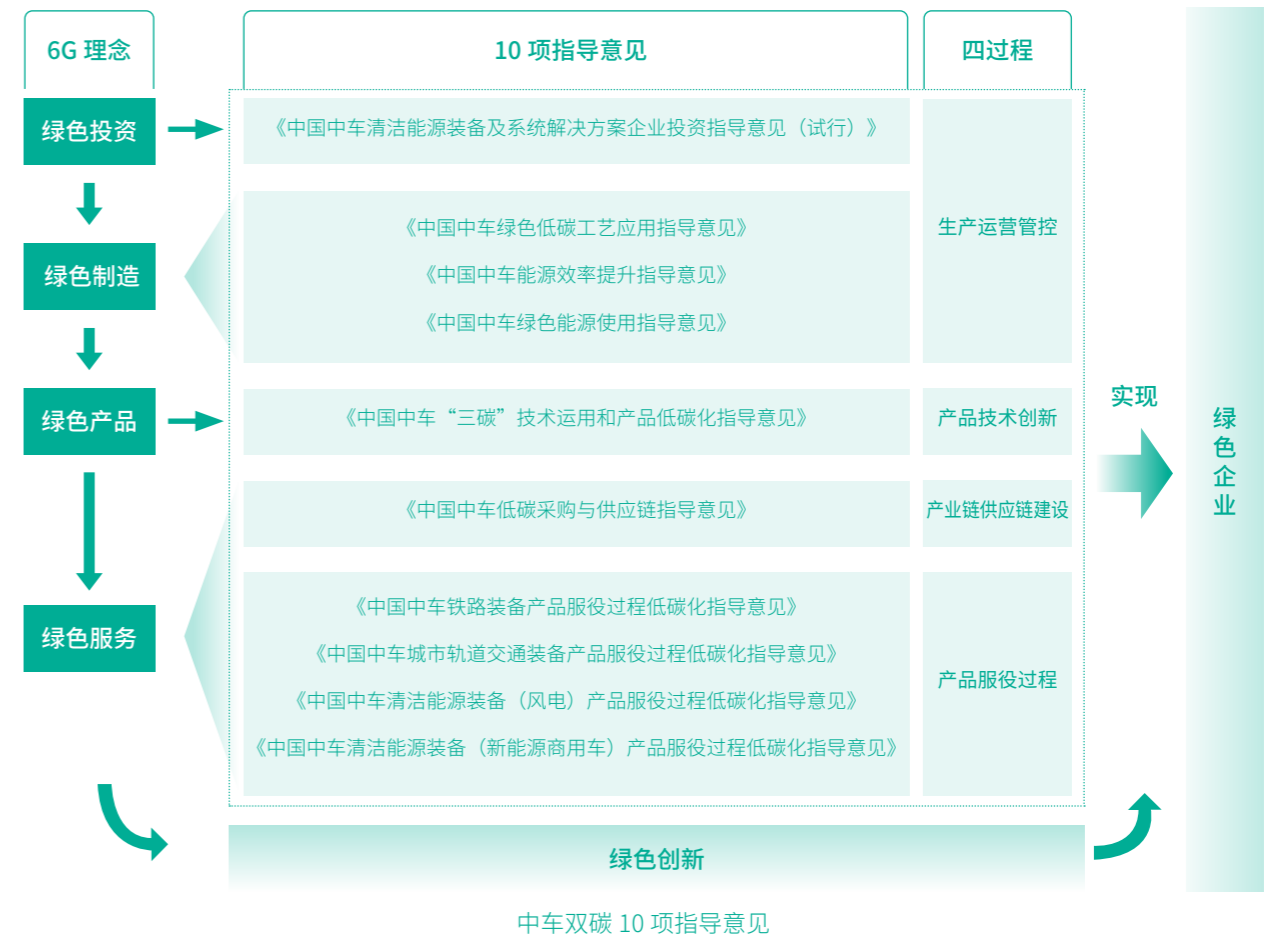 6G 理念
10 项指导意见
四过程
绿色投资
《中国中车清洁能源装备及系统解决方案企业投资指导意见（试行）》
绿色制造
《中国中车绿色低碳工艺应用指导意见》
《中国中车能源效率提升指导意见》
《中国中车绿色能源使用指导意见》
生产运营管控
绿色产品
《中国中车“三碳”技术运用和产品低碳化指导意见》
产品技术创新
绿色服务
《中国中车低碳采购与供应链指导意见》
产业链供应链建设
《中国中车铁路装备产品服役过程低碳化指导意见》
《中国中车城市轨道交通装备产品服役过程低碳化指导意见》
《中国中车清洁能源装备（风电）产品服役过程低碳化指导意见》
《中国中车清洁能源装备（新能源商用车）产品服役过程低碳化指导意见》
产品服役过程
实现
绿色企业
绿色创新
中车双碳 10 项指导意见